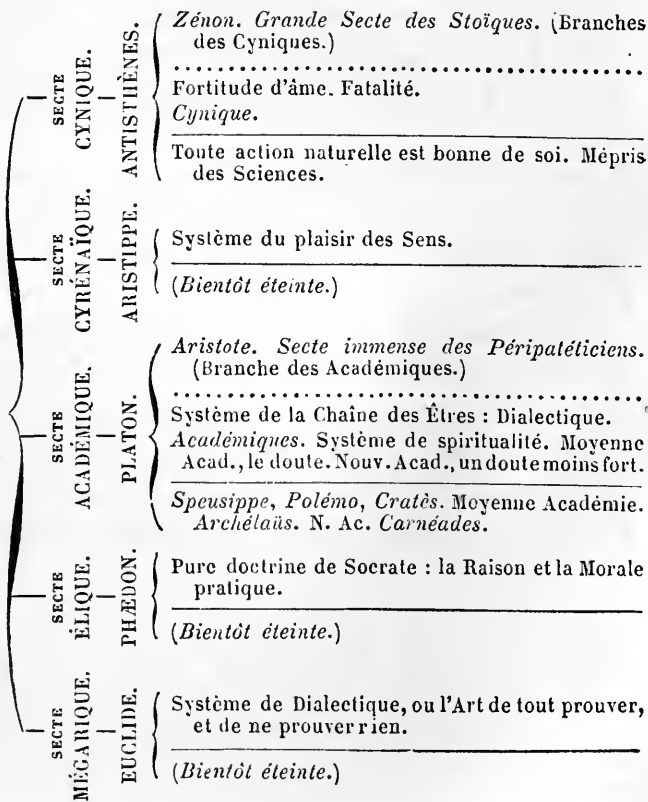 SECTE
CYNIQUE.
ANTISTHÈNES.
Zénon. Grande Secte des Stoïques. (Branches
des Cyniques.)
Fortitude d'âme. Fatalité.
Cynique.
Toute action naturelle est bonne de soi. Mépris
des Sciences.
SECTE
CYRÉNAÏQUE.
ARISTIPPE.
Système du plaisir des Sens.
(Bientôt éteinte.)
SECTE
ACADÉMIQUE.
PLATON.
Aristote. Secte immense des Péripatéticiens.
(Branche des Académiques.)
Système de la Chaîne des Êtres : Dialectique.
Académiques. Système de spiritualité. Moyenne
Acad., le doute. Nouv. Acad., un doute moins fort.
Speusippe, Polémo, Cratès. Moyenne Académie.
Archélaüs. N. Ac. Carnéades.
SECTE
ÉLIQUE.
PHÆDON.
Pure doctrine de Socrate : la Raison et la Morale
pratique.
(Bientôt éteinte.)
SECTE
MÉGARIQUE.
EUCLIDE.
Système de Dialectique, ou l'Art de tout prouver,
et de ne prouver rien.
(Bientôt éteinte.)